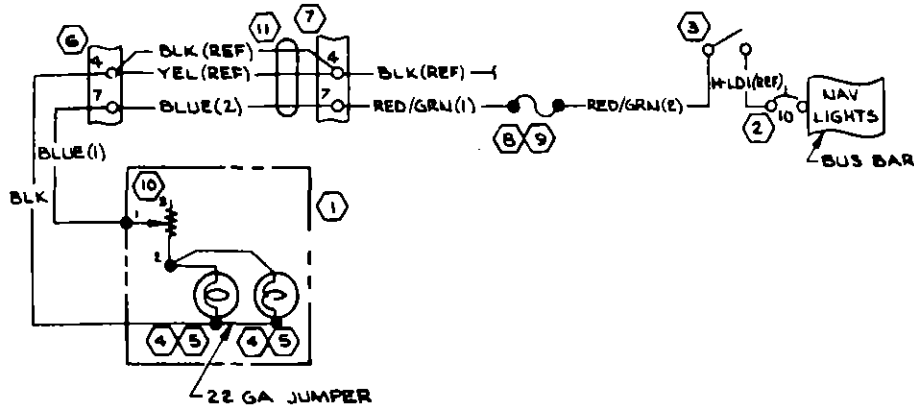 6
11
7
3
BLK (REF)
YEL (REF)
4
4
BLK (REF)
H-LD1(REF)
NAV
LIGHTS
7
BLUE (2)
7
RED/GRN (1)
RED/GRN (2)
10
8
9
2
BUS BAR
BLUE (1)
BLK
10
3
1
1
2
4
5
4
5
22 GA JUMPER